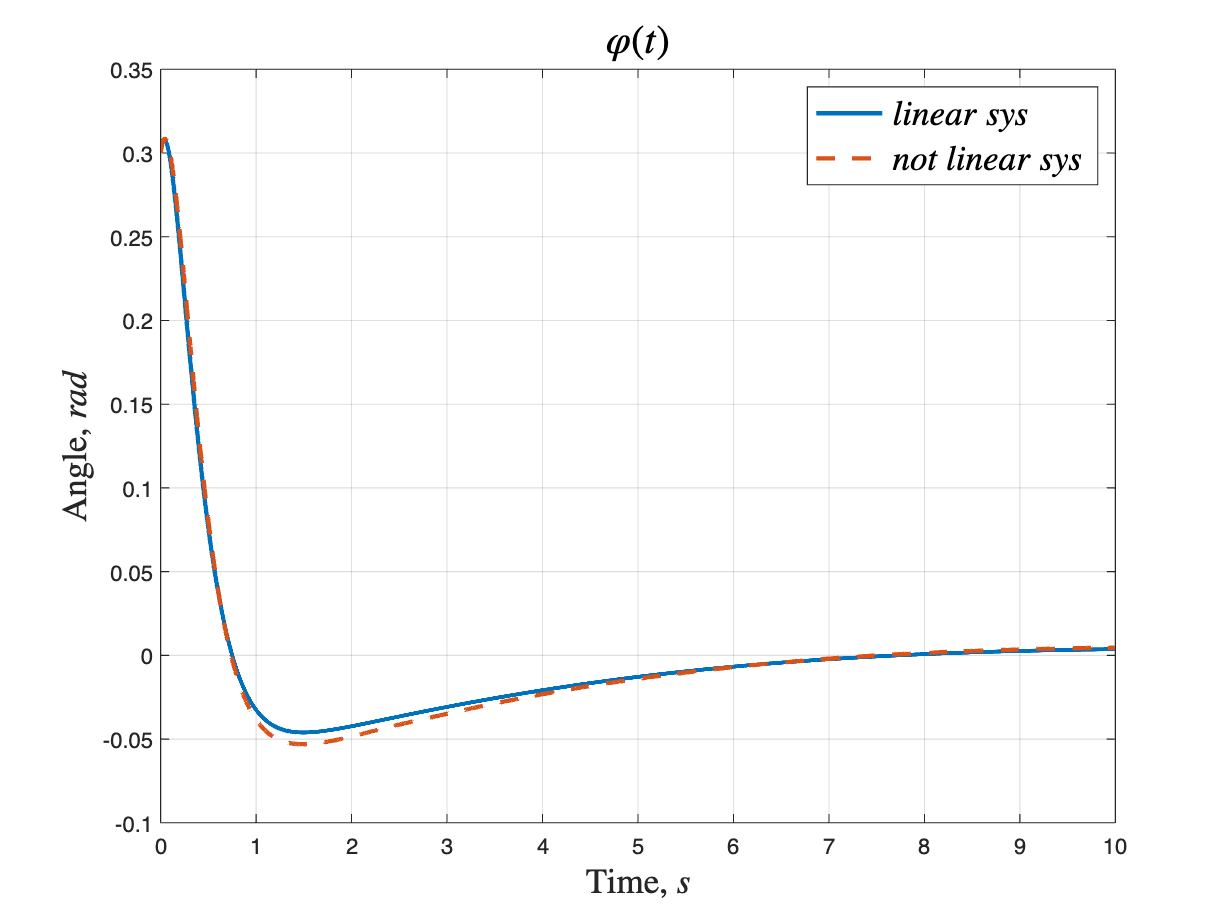 φ(t)
linear sys
not linear sys
0.35
0.3
0.25
0.2
0.15
0.1
0.05
0
-0.05
-0.1
Angle, rad
0 1 2 3 4 5 6 7 8 9 10
Time, s